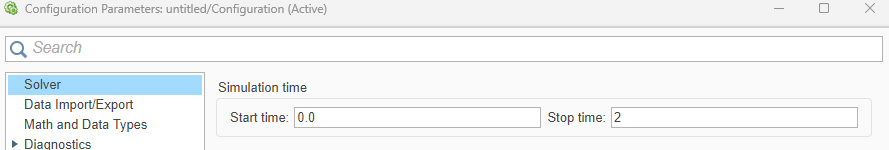 Configuration Parameters: untitled/Configuration (Active)
Search
Solver
Data Import/Export
Math and Data Types
Diagnostics
Simulation time
Start time: 0.0 Stop time: 2